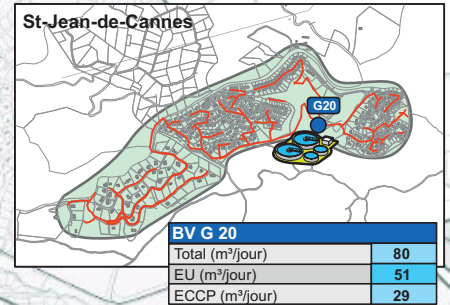 St-Jean-de-Cannes
G20
BV G 20
Total (m³/jour) 80
EU (m³/jour) 51
ECCP (m³/jour) 29